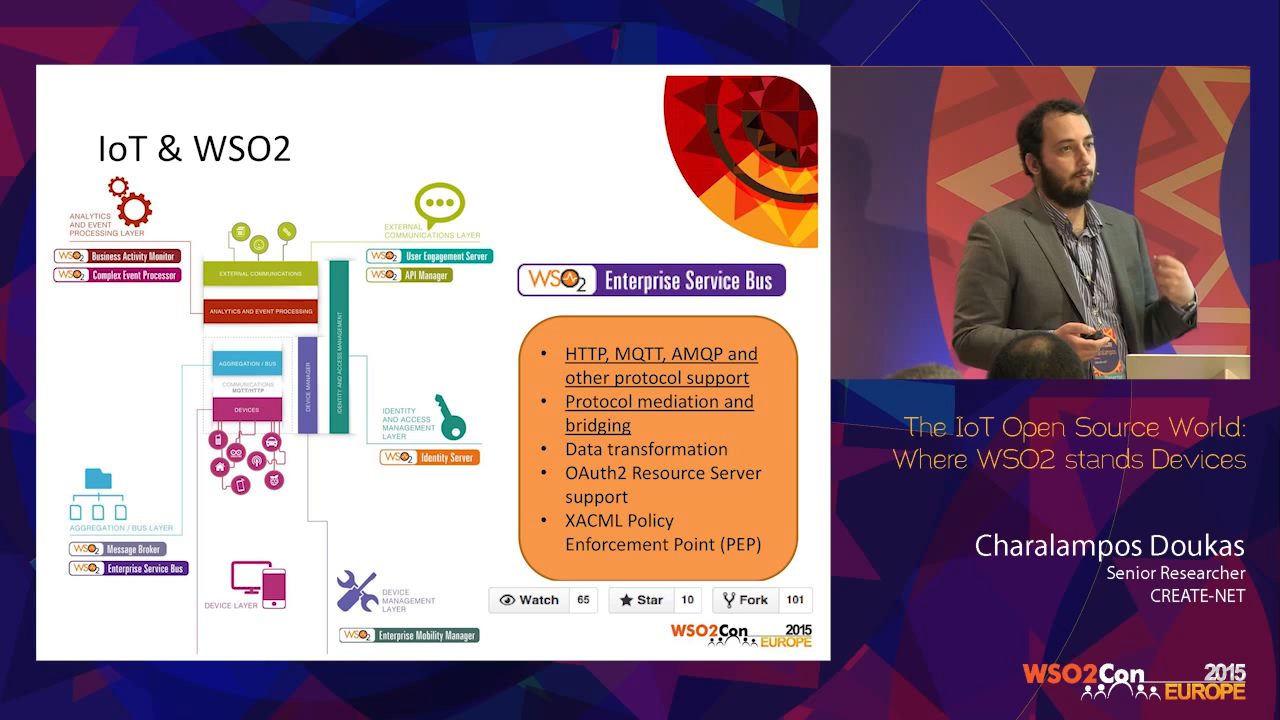 IoT & WSO2
ANALYTICS
AND EVENT
PROCESSING LAYER
WSO2 Business Activity Monitor
WSO2 Complex Event Processor
EXTERNAL
COMMUNICATIONS LAYER
WSO2 User Engagement Server
WSO2 API Manager
EXTERNAL COMMUNICATIONS
ANALYTICS AND EVENT PROCESSING
AGGREGATION / BUS
COMMUNICATIONS
MQTT/HTTP
DEVICES
DEVICE MANAGER
IDENTITY AND ACCESS MANAGEMENT
IDENTITY
AND ACCESS
MANAGEMENT
LAYER
WSO2 Identity Server
AGGREGATION / BUS LAYER
WSO2 Message Broker
WSO2 Enterprise Service Bus
DEVICE LAYER
DEVICE
MANAGEMENT
LAYER
WSO2 Enterprise Mobility Manager
WSO2 Enterprise Service Bus
• HTTP, MQTT, AMQP and
other protocol support
• Protocol mediation and
bridging
• Data transformation
• OAuth2 Resource Server
support
• XACML Policy
Enforcement Point (PEP)
Watch 65
Star 10
Fork 101
WSO2Con 2015
EUROPE
The IoT Open Source World:
Where WSO2 stands Devices
Charalampos Doukas
Senior Researcher
CREATE-NET
WSO2Con 2015
EUROPE